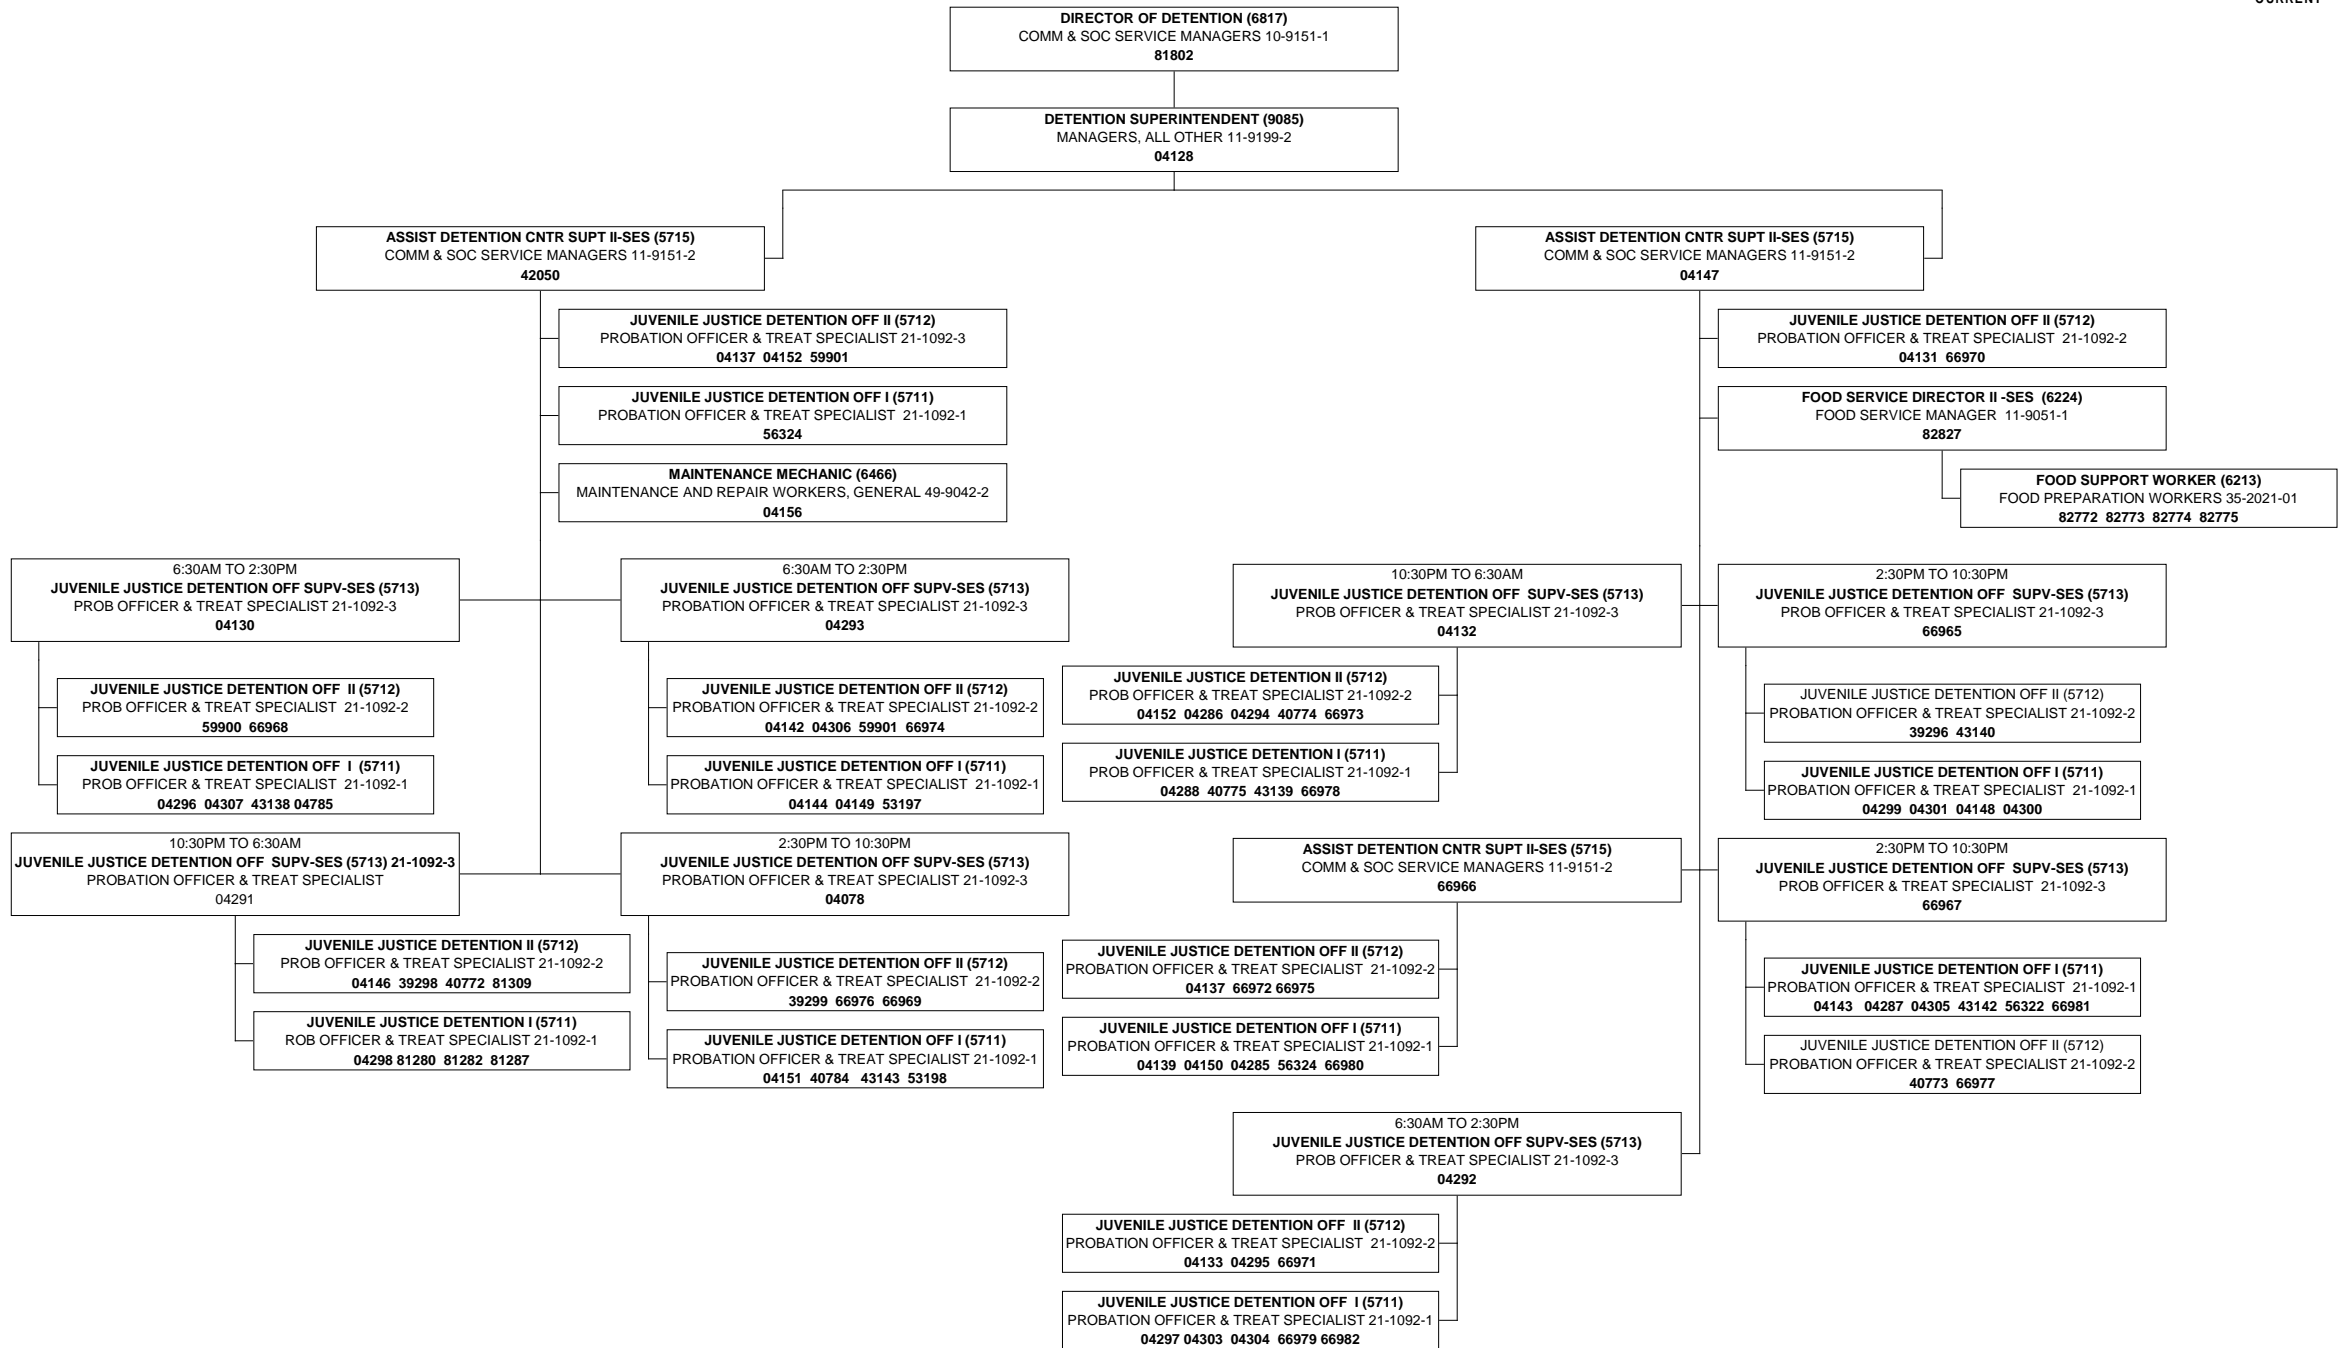 CURRENT
DIRECTOR OF DETENTION (6817)
COMM & SOC SERVICE MANAGERS 10-9151-1
81802
DETENTION SUPERINTENDENT (9085)
MANAGERS, ALL OTHER 11-9199-2
04128
ASSIST DETENTION CNTR SUPT II-SES (5715)
COMM & SOC SERVICE MANAGERS 11-9151-2
42050
JUVENILE JUSTICE DETENTION OFF II (5712)
PROBATION OFFICER & TREAT SPECIALIST 21-1092-3
04137 04152 59901
JUVENILE JUSTICE DETENTION OFF I (5711)
PROBATION OFFICER & TREAT SPECIALIST 21-1092-1
56324
MAINTENANCE MECHANIC (6466)
MAINTENANCE AND REPAIR WORKERS, GENERAL 49-9042-2
04156
6:30AM TO 2:30PM
JUVENILE JUSTICE DETENTION OFF SUPV-SES (5713)
PROB OFFICER & TREAT SPECIALIST 21-1092-3
04130
JUVENILE JUSTICE DETENTION OFF II (5712)
PROB OFFICER & TREAT SPECIALIST 21-1092-2
59900 66968
JUVENILE JUSTICE DETENTION OFF I (5711)
PROB OFFICER & TREAT SPECIALIST 21-1092-1
04296 04307 43138 04785
6:30AM TO 2:30PM
JUVENILE JUSTICE DETENTION OFF SUPV-SES (5713)
PROBATION OFFICER & TREAT SPECIALIST 21-1092-3
04293
JUVENILE JUSTICE DETENTION OFF II (5712)
PROBATION OFFICER & TREAT SPECIALIST 21-1092-2
04142 04306 59901 66974
JUVENILE JUSTICE DETENTION OFF I (5711)
PROBATION OFFICER & TREAT SPECIALIST 21-1092-1
04144 04149 53197
10:30PM TO 6:30AM
JUVENILE JUSTICE DETENTION OFF SUPV-SES (5713) 21-1092-3
PROBATION OFFICER & TREAT SPECIALIST
04291
JUVENILE JUSTICE DETENTION II (5712)
PROB OFFICER & TREAT SPECIALIST 21-1092-2
04146 39298 40772 81309
JUVENILE JUSTICE DETENTION I (5711)
ROB OFFICER & TREAT SPECIALIST 21-1092-1
04298 81280 81282 81287
2:30PM TO 10:30PM
JUVENILE JUSTICE DETENTION OFF SUPV-SES (5713)
PROBATION OFFICER & TREAT SPECIALIST 21-1092-3
04078
JUVENILE JUSTICE DETENTION OFF II (5712)
PROBATION OFFICER & TREAT SPECIALIST 21-1092-2
39299 66976 66969
JUVENILE JUSTICE DETENTION OFF I (5711)
PROBATION OFFICER & TREAT SPECIALIST 21-1092-1
04151 40784 43143 53198
ASSIST DETENTION CNTR SUPT II-SES (5715)
COMM & SOC SERVICE MANAGERS 11-9151-2
04147
JUVENILE JUSTICE DETENTION OFF II (5712)
PROBATION OFFICER & TREAT SPECIALIST 21-1092-2
04131 66970
FOOD SERVICE DIRECTOR II -SES (6224)
FOOD SERVICE MANAGER 11-9051-1
82827
FOOD SUPPORT WORKER (6213)
FOOD PREPARATION WORKERS 35-2021-01
82772 82773 82774 82775
10:30PM TO 6:30AM
JUVENILE JUSTICE DETENTION OFF SUPV-SES (5713)
PROB OFFICER & TREAT SPECIALIST 21-1092-3
04132
JUVENILE JUSTICE DETENTION II (5712)
PROB OFFICER & TREAT SPECIALIST 21-1092-2
04152 04286 04294 40774 66973
JUVENILE JUSTICE DETENTION I (5711)
PROB OFFICER & TREAT SPECIALIST 21-1092-1
04288 40775 43139 66978
2:30PM TO 10:30PM
JUVENILE JUSTICE DETENTION OFF SUPV-SES (5713)
PROB OFFICER & TREAT SPECIALIST 21-1092-3
66965
JUVENILE JUSTICE DETENTION OFF II (5712)
PROBATION OFFICER & TREAT SPECIALIST 21-1092-2
39296 43140
JUVENILE JUSTICE DETENTION OFF I (5711)
PROBATION OFFICER & TREAT SPECIALIST 21-1092-1
04299 04301 04148 04300
ASSIST DETENTION CNTR SUPT II-SES (5715)
COMM & SOC SERVICE MANAGERS 11-9151-2
66966
JUVENILE JUSTICE DETENTION OFF II (5712)
PROBATION OFFICER & TREAT SPECIALIST 21-1092-2
04137 66972 66975
JUVENILE JUSTICE DETENTION OFF I (5711)
PROBATION OFFICER & TREAT SPECIALIST 21-1092-1
04139 04150 04285 56324 66980
2:30PM TO 10:30PM
JUVENILE JUSTICE DETENTION OFF SUPV-SES (5713)
PROB OFFICER & TREAT SPECIALIST 21-1092-3
66967
JUVENILE JUSTICE DETENTION OFF I (5711)
PROBATION OFFICER & TREAT SPECIALIST 21-1092-1
04143 04287 04305 43142 56322 66981
JUVENILE JUSTICE DETENTION OFF II (5712)
PROBATION OFFICER & TREAT SPECIALIST 21-1092-2
40773 66977
6:30AM TO 2:30PM
JUVENILE JUSTICE DETENTION OFF SUPV-SES (5713)
PROB OFFICER & TREAT SPECIALIST 21-1092-3
04292
JUVENILE JUSTICE DETENTION OFF II (5712)
PROBATION OFFICER & TREAT SPECIALIST 21-1092-2
04133 04295 66971
JUVENILE JUSTICE DETENTION OFF I (5711)
PROBATION OFFICER & TREAT SPECIALIST 21-1092-1
04297 04303 04304 66979 66982